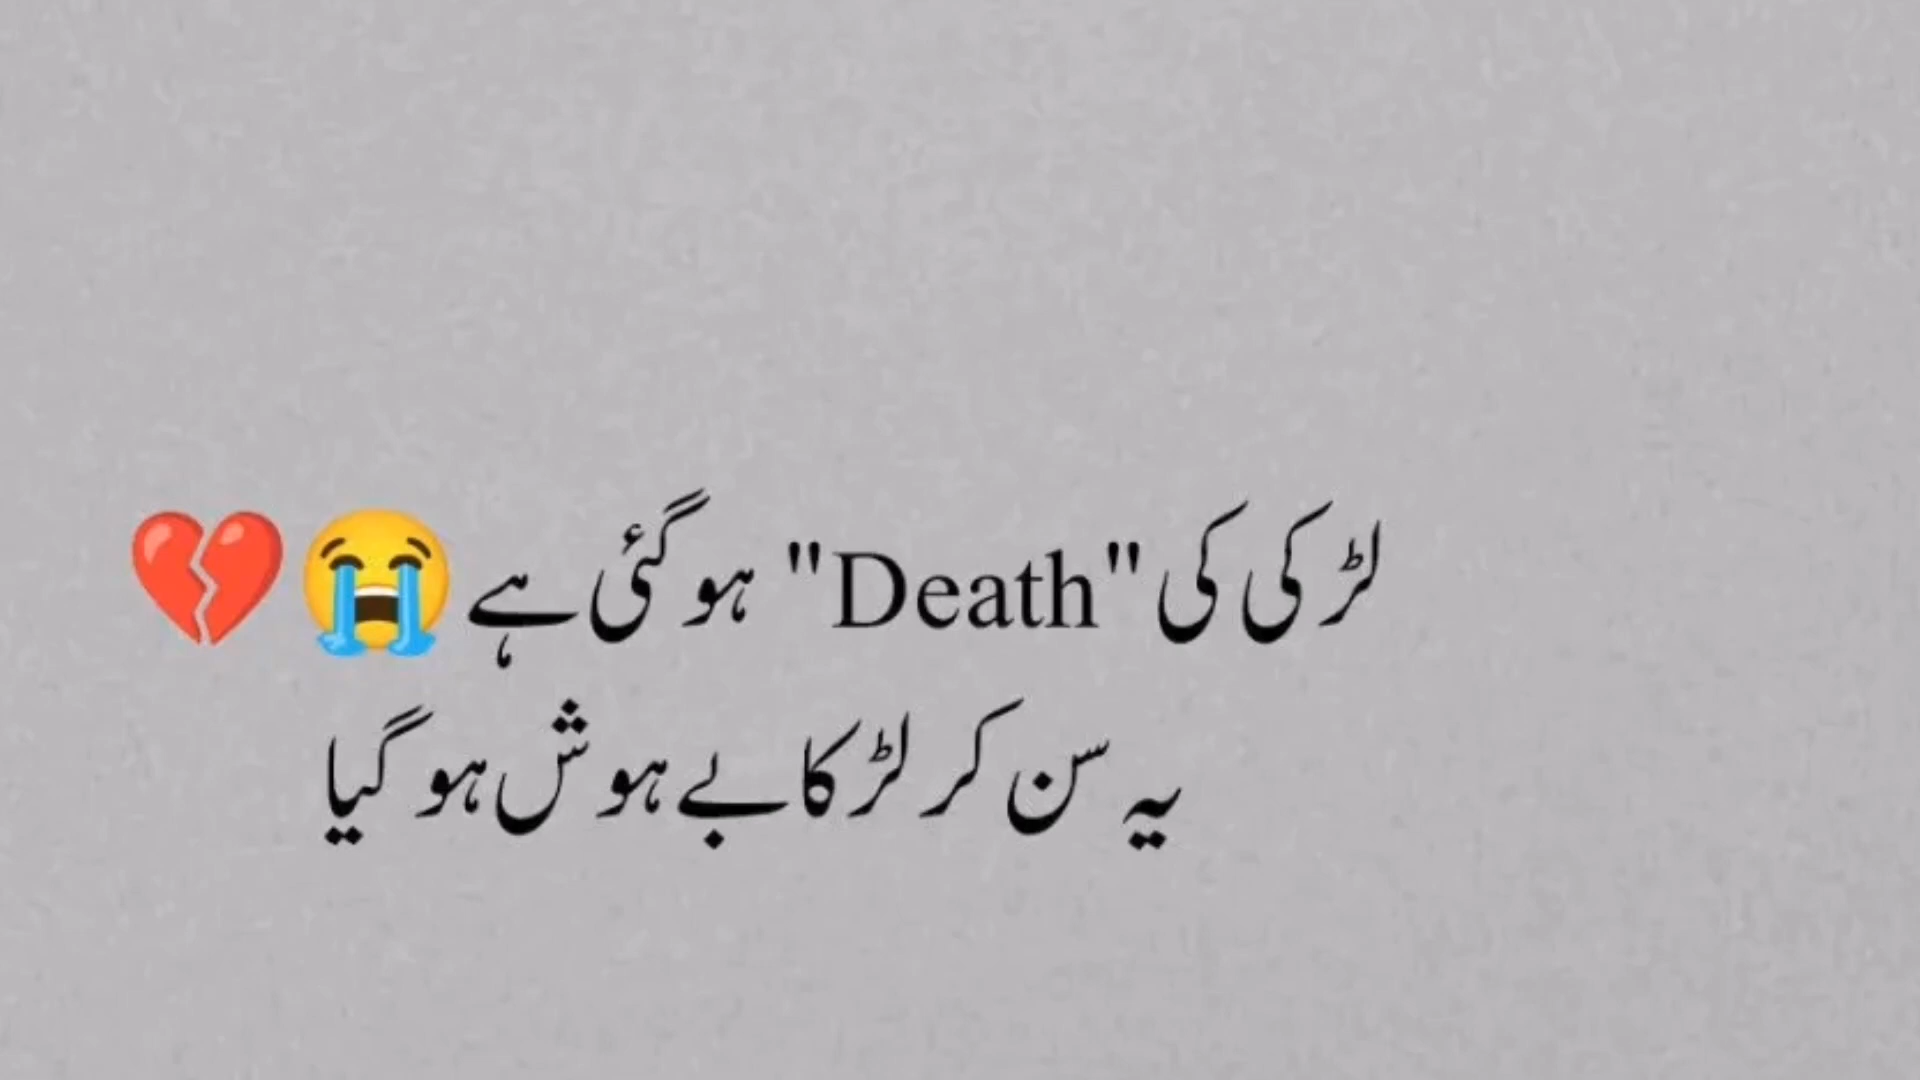 لڑکی کی "Death" ہو گئی ہے 😭💔
یہ سن کر لڑکا بے ہوش ہو گیا